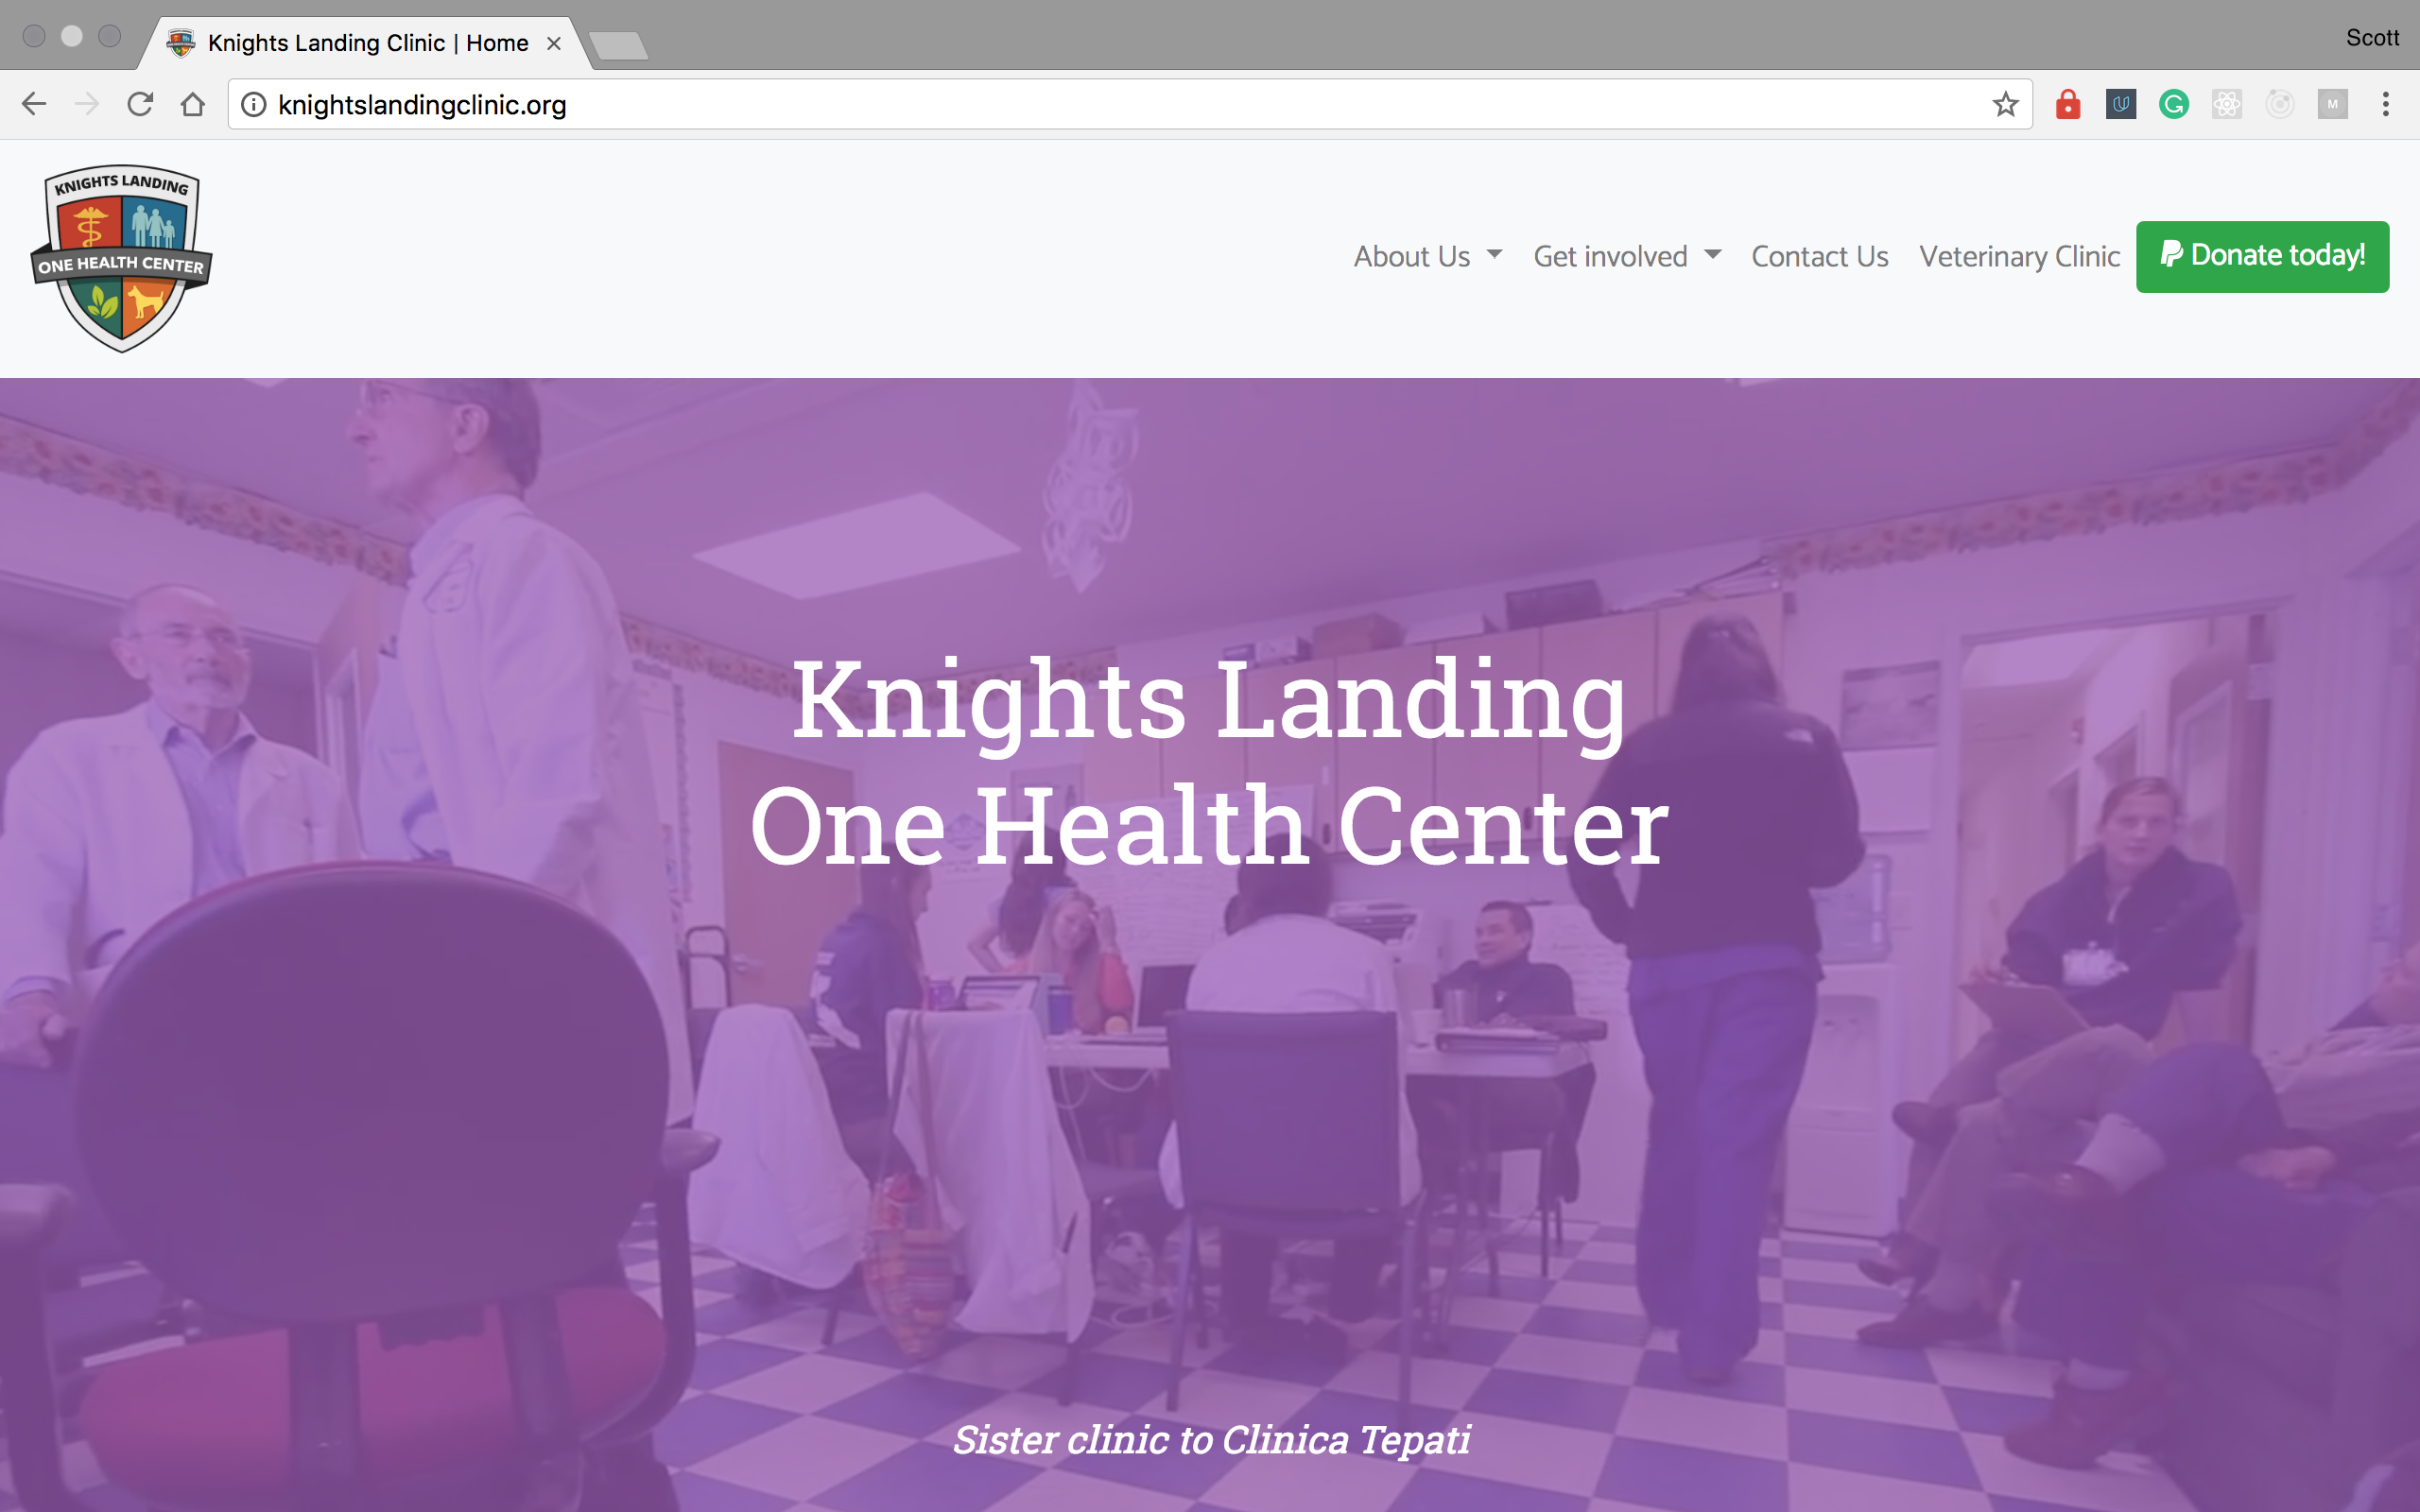 Knights Landing Clinic | Home
Scott
knightslandingclinic.org
M
KNIGHTS LANDING
ONE HEALTH CENTER
About Us
Get involved
Contact Us
Veterinary Clinic
Donate today!
Knights Landing
One Health Center
Sister clinic to Clinica Tepati